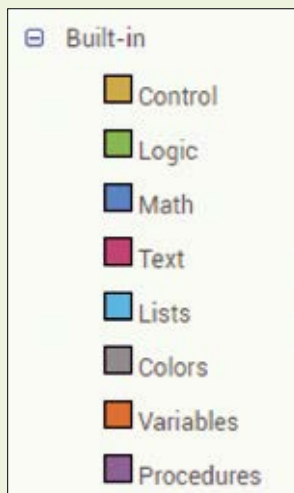 Built-in
Control
Logic
Math
Text
Lists
Colors
Variables
Procedures